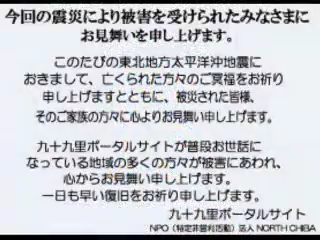 今回の震災により被害を受けられたみなさまに
お見舞いを申し上げます。
このたびの東北地方太平洋沖地震に
おきまして、亡くられた方々のご冥福をお祈り
申し上げますとともに、被災された皆様、
そのご家族の方々に心よりお見舞い申し上げます。
九十九里ポータルサイトが普段お世話に
なっている地域の多くの方々が被害にあわれ、
心からお見舞い申し上げます。
一日も早い復旧をお祈り申し上げます。
九十九里ポータルサイト
NPO（特定非営利活動）法人 NORTH CHIBA